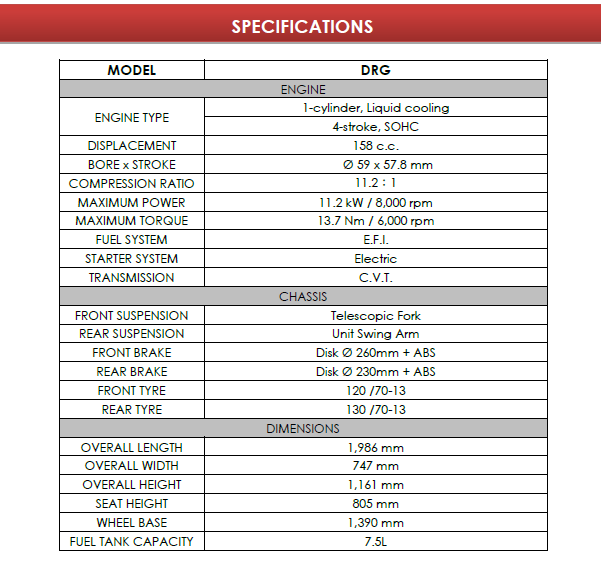 SPECIFICATIONS
MODEL DRG
ENGINE
ENGINE TYPE 1-cylinder, Liquid cooling
4-stroke, SOHC
DISPLACEMENT 158 c.c.
BORE x STROKE Ø 59 x 57.8 mm
COMPRESSION RATIO 11.2：1
MAXIMUM POWER 11.2 kW / 8,000 rpm
MAXIMUM TORQUE 13.7 Nm / 6,000 rpm
FUEL SYSTEM E.F.I.
STARTER SYSTEM Electric
TRANSMISSION C.V.T.
CHASSIS
FRONT SUSPENSION Telescopic Fork
REAR SUSPENSION Unit Swing Arm
FRONT BRAKE Disk Ø 260mm + ABS
REAR BRAKE Disk Ø 230mm + ABS
FRONT TYRE 120 /70-13
REAR TYRE 130 /70-13
DIMENSIONS
OVERALL LENGTH 1,986 mm
OVERALL WIDTH 747 mm
OVERALL HEIGHT 1,161 mm
SEAT HEIGHT 805 mm
WHEEL BASE 1,390 mm
FUEL TANK CAPACITY 7.5L